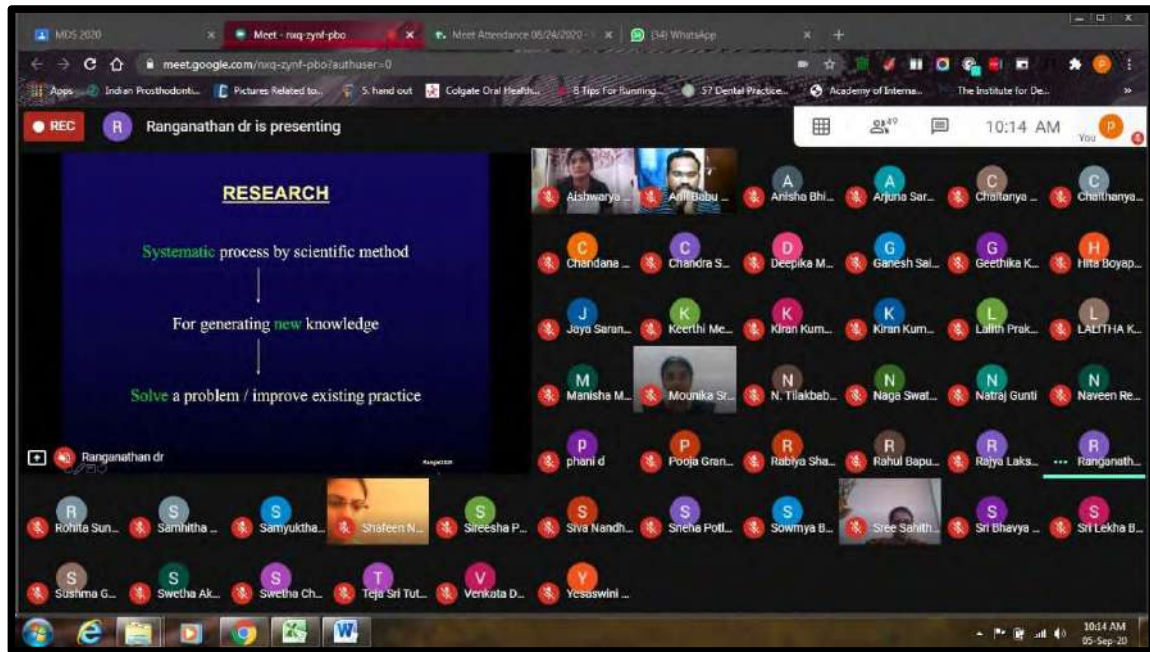 MDS 2020
Meet - nxq-zynf-pbo
Meet Attendance 06/24/2020 -
(34) WhatsApp
meet.google.com/nxq-zynf-pbo?authuser=0
Apps
Indian Prosthodonti...
Pictures Related to...
5. hand out
Colgate Oral Health...
8 Tips For Running...
57 Dental Practice...
Academy of Interna...
The Institute for De...
REC
R
Ranganathan dr is presenting
49
10:14 AM
You
P
RESEARCH
Systematic process by scientific method
For generating new knowledge
Solve a problem / improve existing practice
Ranganathan dr
Aishwarya ...
Anil Babu ...
A Anisha Bhi...
A Arjuna Sar...
C Chaitanya ...
C Chaithanya...
C Chandana ...
C Chandra S...
D Deepika M...
G Ganesh Sai...
G Geethika K...
H Hita Boyap...
J Jaya Saran...
K Keerthi Me...
K Kiran Kum...
K Kiran Kum...
L Lalith Prak...
L LALITHA K...
M Manisha M...
Mounika Sr...
N N. Tilakbab...
N Naga Swat...
N Natraj Gunti
N Naveen Re...
p phani d
P Pooja Gran...
R Rabiya Sha...
R Rahul Bapu...
R Rajya Laks...
R Ranganath...
R Rohita Sun...
S Samhitha ...
S Samyuktha...
Shafeen N...
S Sireesha P...
S Siva Nandh...
S Sneha Potl...
S Sowmya B...
Sree Sahith...
S Sri Bhavya ...
S Sri Lekha B...
S Sushma G...
S Swetha Ak...
S Swetha Ch...
T Teja Sri Tut...
V Venkata D...
Y Yesaswini ...
10:14 AM
05-Sep-20